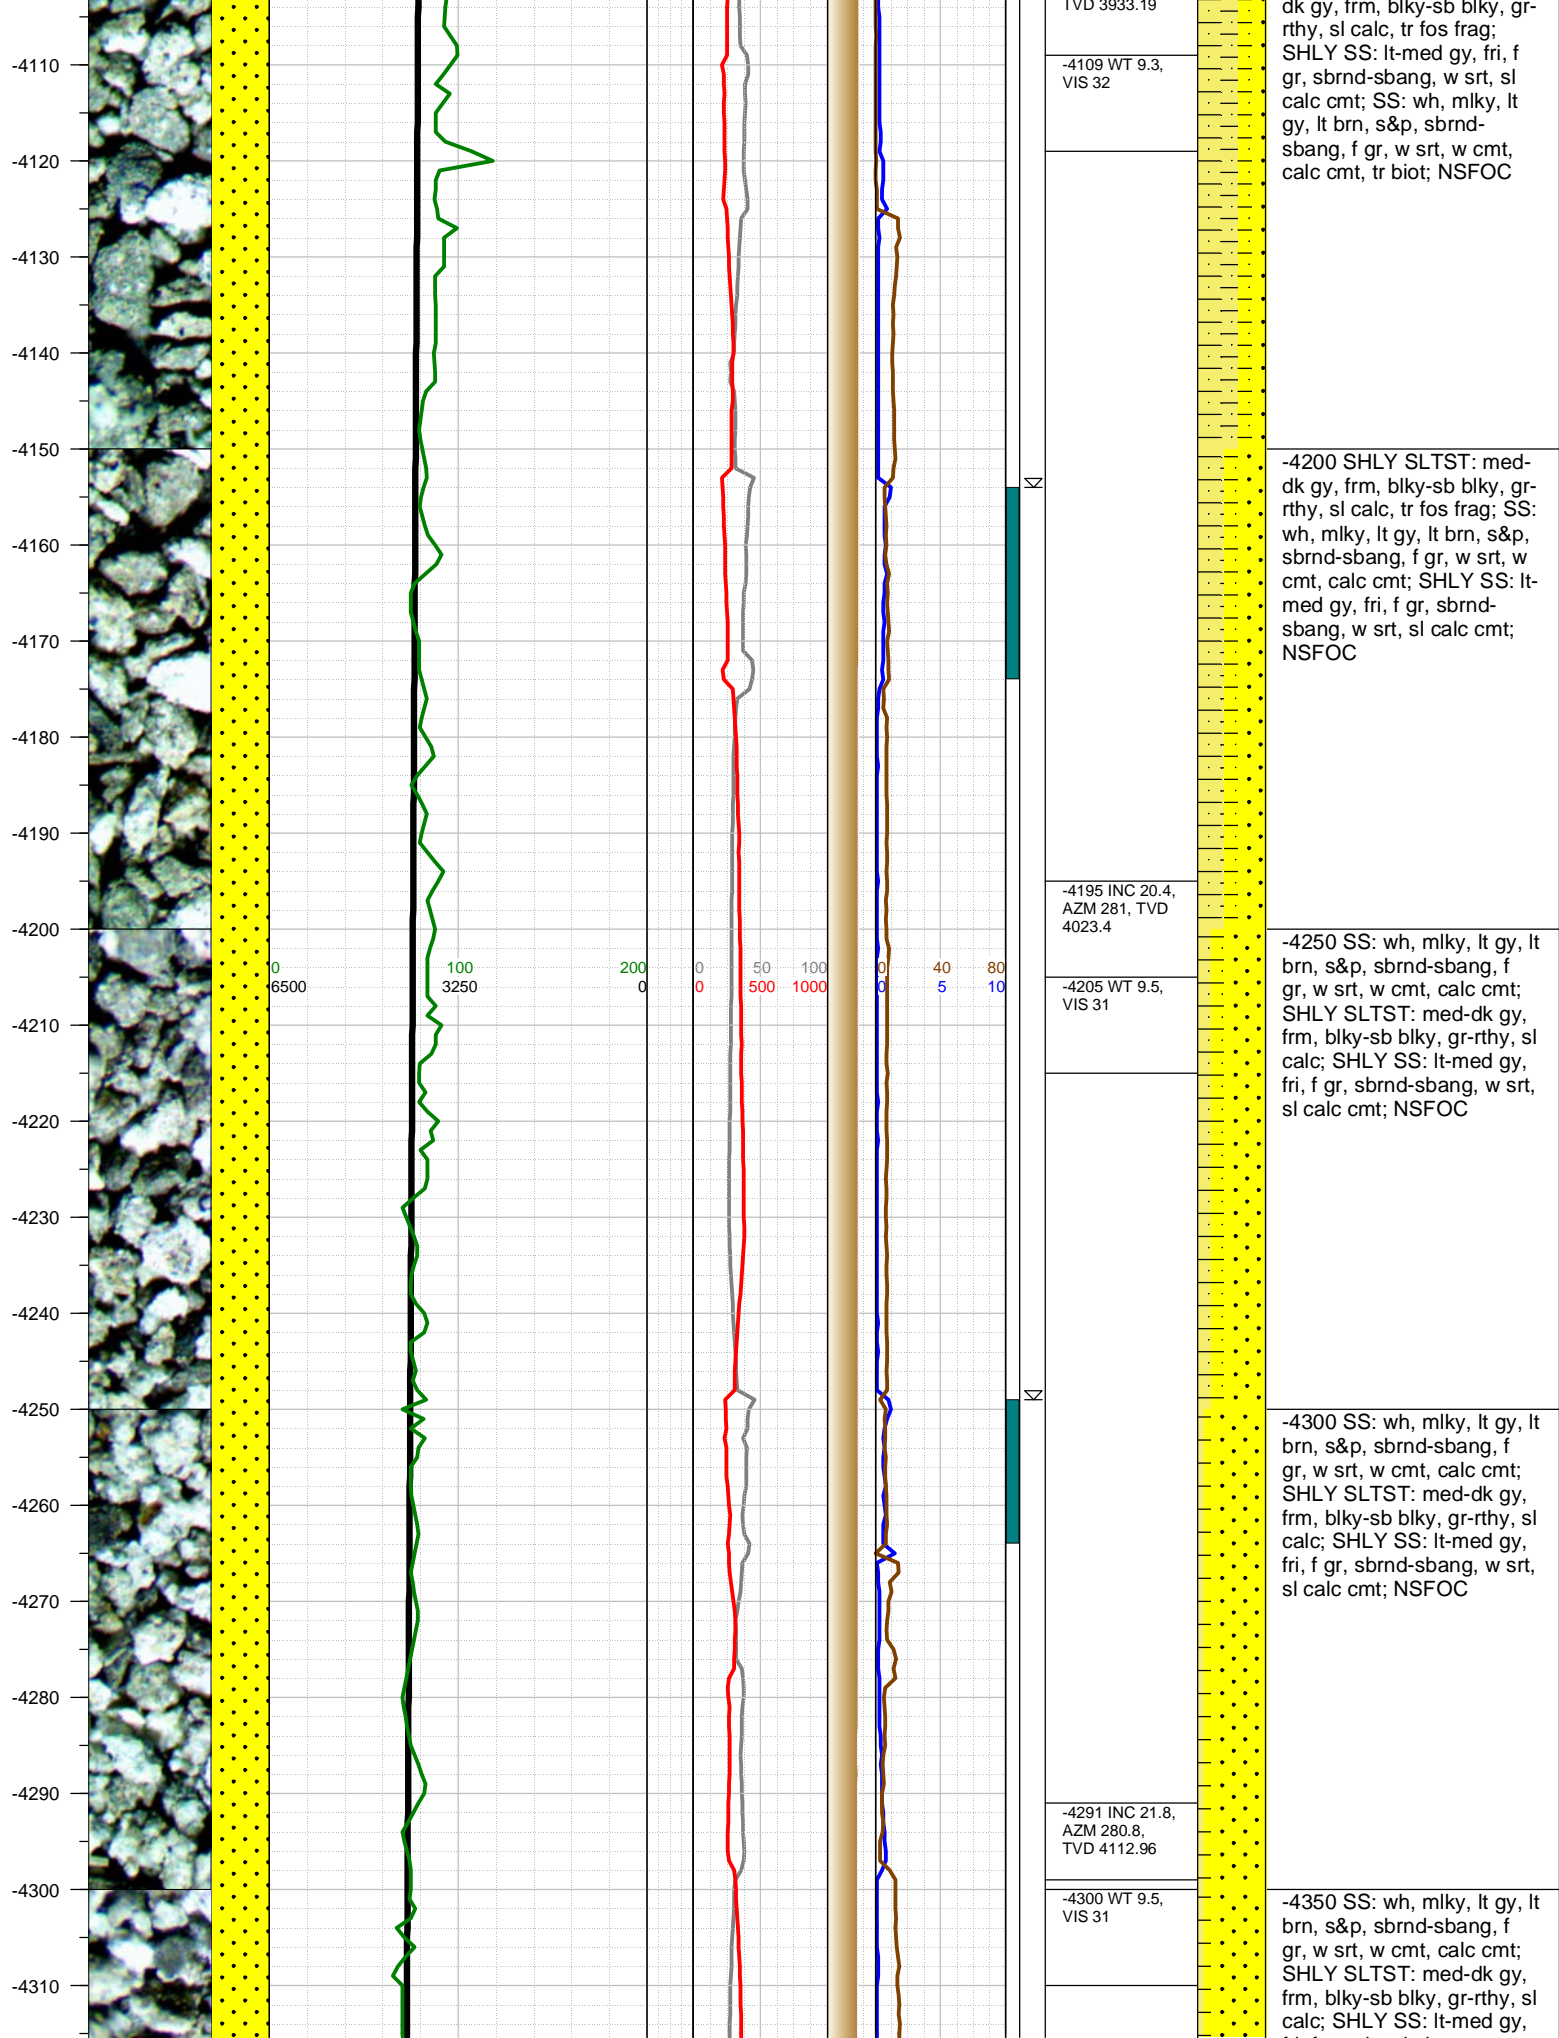 TVD 3933.19
-4109 WT 9.3,
VIS 32
-4195 INC 20.4,
AZM 281, TVD
4023.4
-4205 WT 9.5,
VIS 31
-4291 INC 21.8,
AZM 280.8,
TVD 4112.96
-4300 WT 9.5,
VIS 31
dk gy, frm, blky-sb blky, gr-
rthy, sl calc, tr fos frag;
SHLY SS: lt-med gy, fri, f
gr, sbrnd-sbang, w srt, sl
calc cmt; SS: wh, mlky, lt
gy, lt brn, s&p, sbrnd-
sbang, f gr, w srt, w cmt,
calc cmt, tr biot; NSFOC
-4200 SHLY SLTST: med-
dk gy, frm, blky-sb blky, gr-
rthy, sl calc, tr fos frag; SS:
wh, mlky, lt gy, lt brn, s&p,
sbrnd-sbang, f gr, w srt, w
cmt, calc cmt; SHLY SS: lt-
med gy, fri, f gr, sbrnd-
sbang, w srt, sl calc cmt;
NSFOC
-4250 SS: wh, mlky, lt gy, lt
brn, s&p, sbrnd-sbang, f
gr, w srt, w cmt, calc cmt;
SHLY SLTST: med-dk gy,
frm, blky-sb blky, gr-rthy, sl
calc; SHLY SS: lt-med gy,
fri, f gr, sbrnd-sbang, w srt,
sl calc cmt; NSFOC
-4300 SS: wh, mlky, lt gy, lt
brn, s&p, sbrnd-sbang, f
gr, w srt, w cmt, calc cmt;
SHLY SLTST: med-dk gy,
frm, blky-sb blky, gr-rthy, sl
calc; SHLY SS: lt-med gy,
fri, f gr, sbrnd-sbang, w srt,
sl calc cmt; NSFOC
-4350 SS: wh, mlky, lt gy, lt
brn, s&p, sbrnd-sbang, f
gr, w srt, w cmt, calc cmt;
SHLY SLTST: med-dk gy,
frm, blky-sb blky, gr-rthy, sl
calc; SHLY SS: lt-med gy,
-4110
-4120
-4130
-4140
-4150
-4160
-4170
-4180
-4190
-4200
-4210
-4220
-4230
-4240
-4250
-4260
-4270
-4280
-4290
-4300
-4310
0 100 200 0 50 100 0 40 80
6500 3250 0 0 500 1000 0 5 10